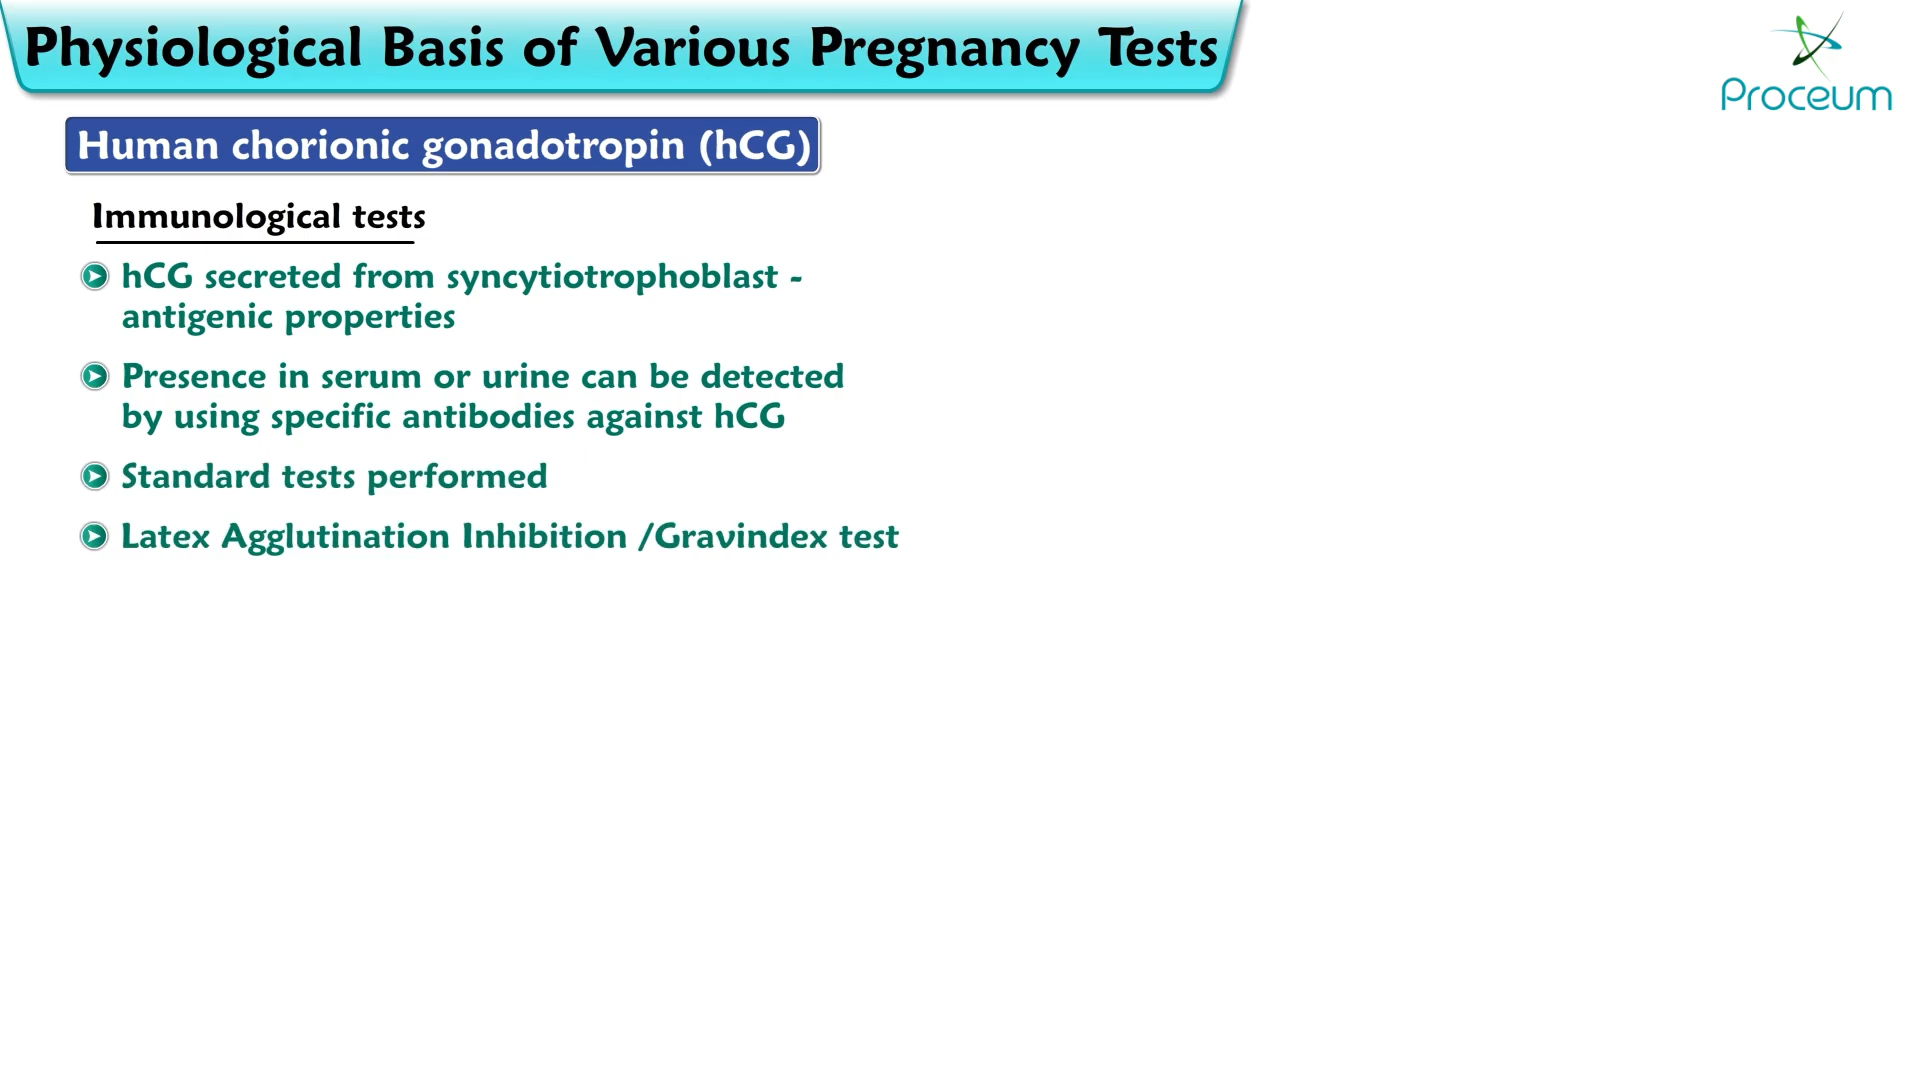 Physiological Basis of Various Pregnancy Tests
Proceum
Human chorionic gonadotropin (hCG)
Immunological tests
hCG secreted from syncytiotrophoblast -
antigenic properties
Presence in serum or urine can be detected
by using specific antibodies against hCG
Standard tests performed
Latex Agglutination Inhibition /Gravindex test